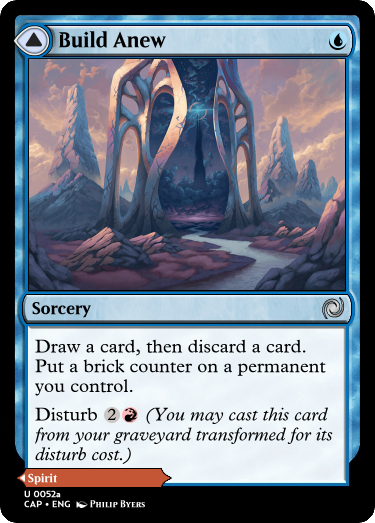 Build Anew
Sorcery
Draw a card, then discard a card.
Put a brick counter on a permanent
you control.
Disturb 2 (You may cast this card
from your graveyard transformed for its
disturb cost.)
Spirit
U 0052a
CAP • ENG Philip Byers